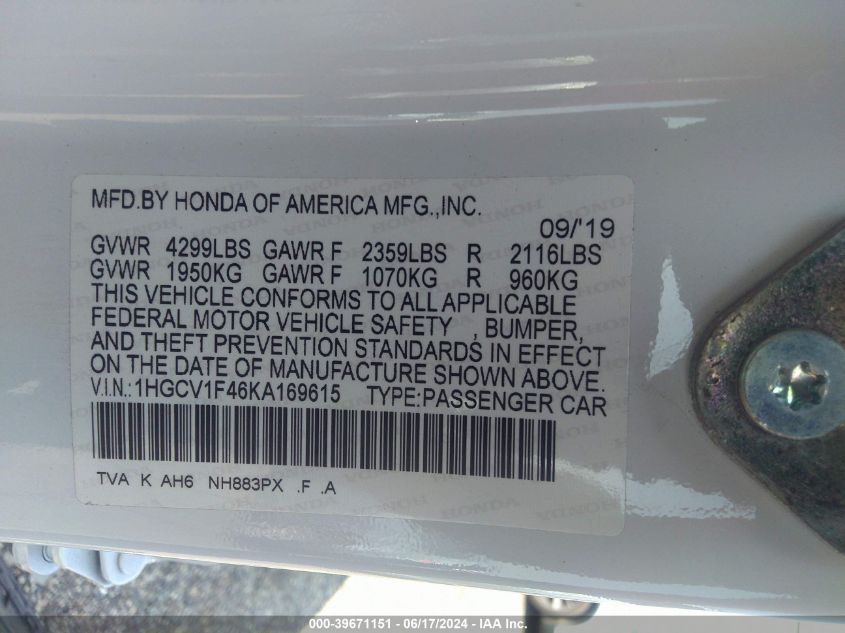 MFD.BY HONDA OF AMERICA MFG.,INC.
09/'19
GVWR 4299LBS GAWR F 2359LBS R 2116LBS
GVWR 1950KG GAWR F 1070KG R 960KG
THIS VEHICLE CONFORMS TO ALL APPLICABLE
FEDERAL MOTOR VEHICLE SAFETY , BUMPER,
AND THEFT PREVENTION STANDARDS IN EFFECT
ON THE DATE OF MANUFACTURE SHOWN ABOVE.
V.I.N.:1HGCV1F46KA169615 TYPE:PASSENGER CAR
TVA K AH6 NH883PX .F .A
000-39671151 - 06/17/2024 - IAA Inc.